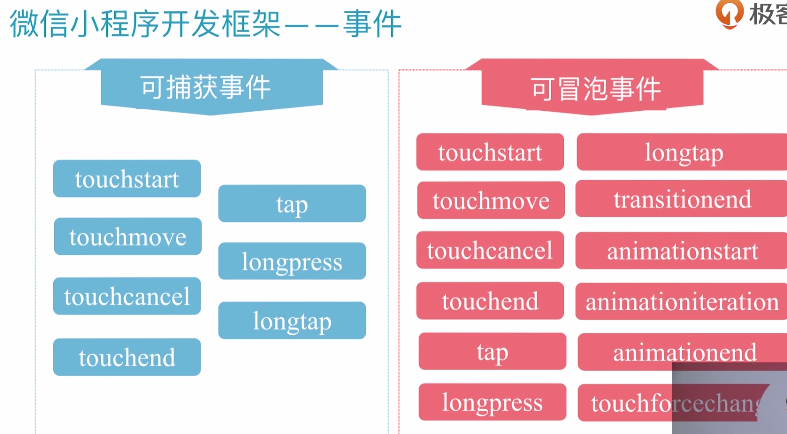 微信小程序开发框架——事件
极客
可捕获事件
touchstart
tap
touchmove
longpress
touchcancel
longtap
touchend
可冒泡事件
touchstart
longtap
touchmove
transitionend
touchcancel
animationstart
touchend
animationiteration
tap
animationend
longpress
touchforcechang